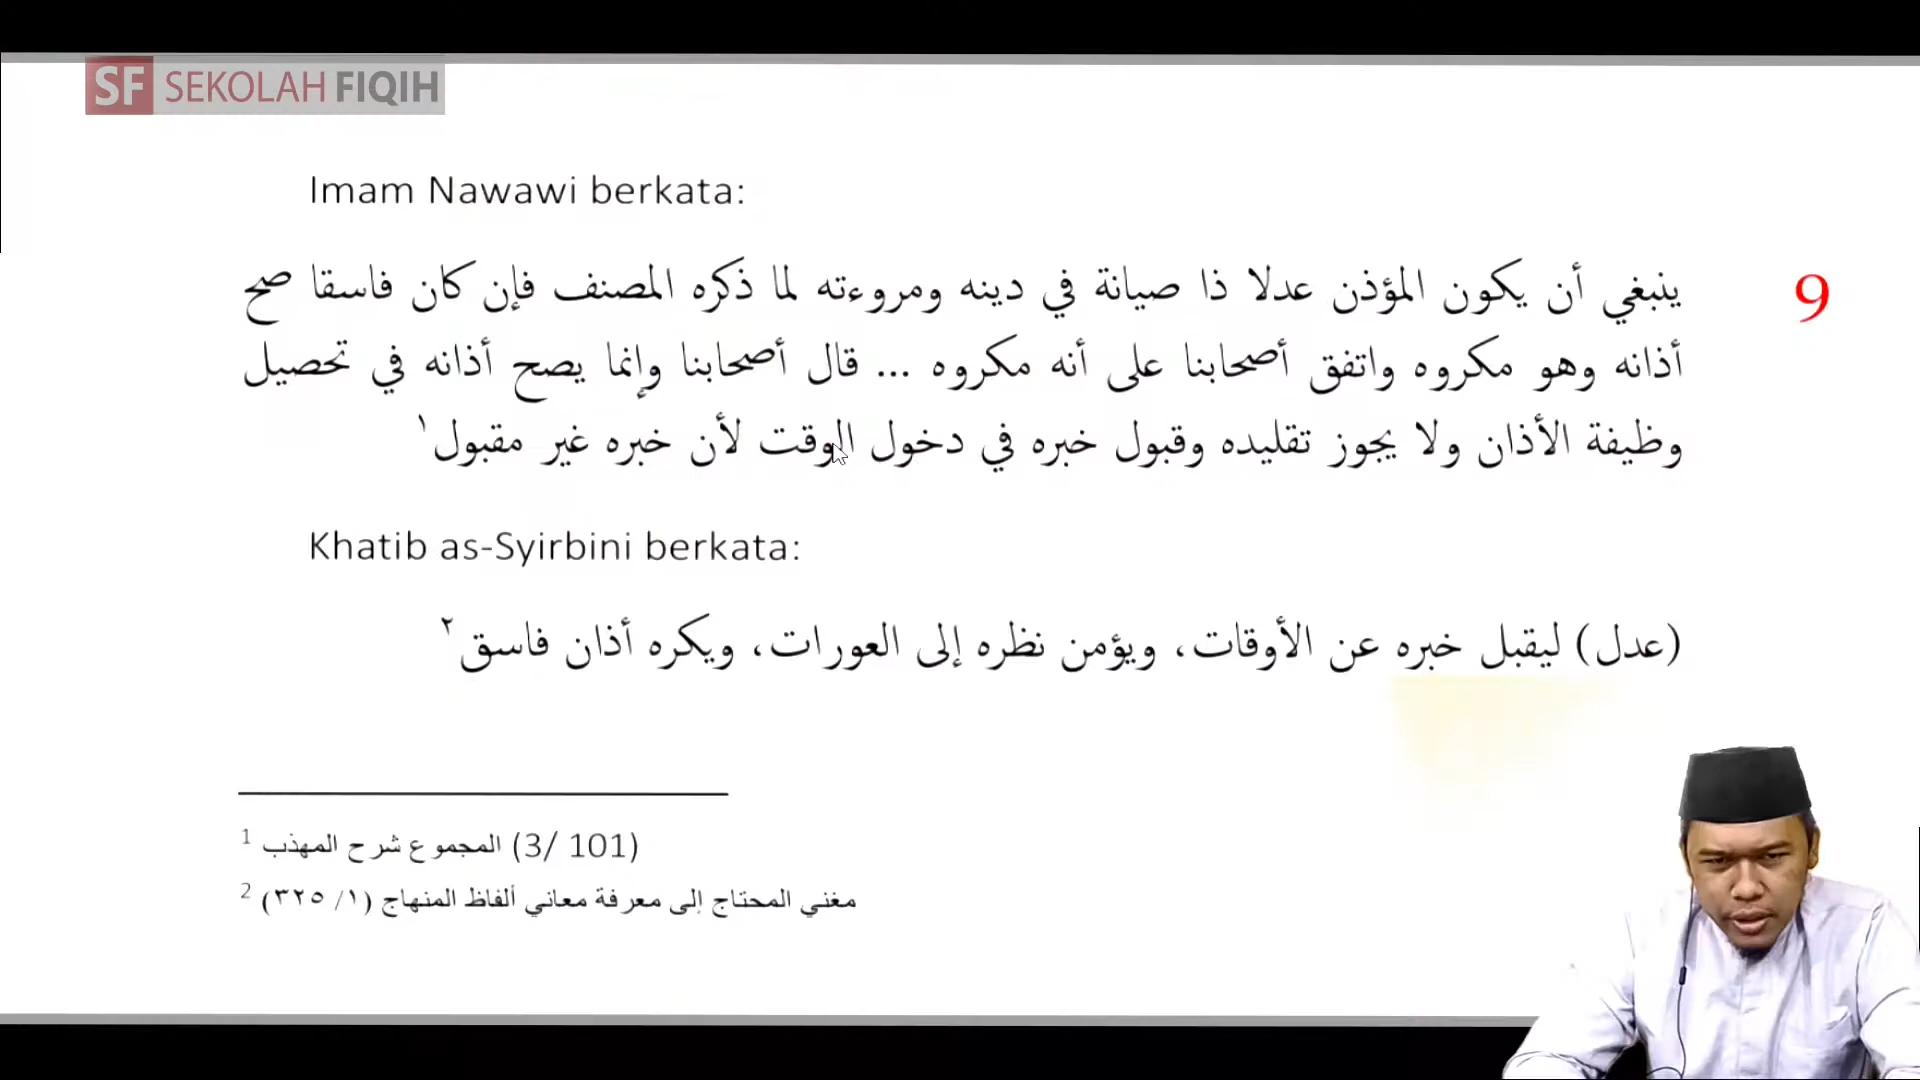 SF SEKOLAH FIQIH
Imam Nawawi berkata:
9
ينبغي أن يكون المؤذن عدلا ذا صيانة في دينه ومروءته لما ذكره المصنف فإن كان فاسقا صح
أذانه وهو مكروه واتفق أصحابنا على أنه مكروه ... قال أصحابنا وإنما يصح أذانه في تحصيل
وظيفة الأذان ولا يجوز تقليده وقبول خبره في دخول الوقت لأن خبره غير مقبول١
Khatib as-Syirbini berkata:
(عدل) ليقبل خبره عن الأوقات، ويؤمن نظره إلى العورات، ويكره أذان فاسق٢
1 المجموع شرح المهذب (3/ 101)
2 مغني المحتاج إلى معرفة معاني ألفاظ المنهاج (١/ ٣٢٥)